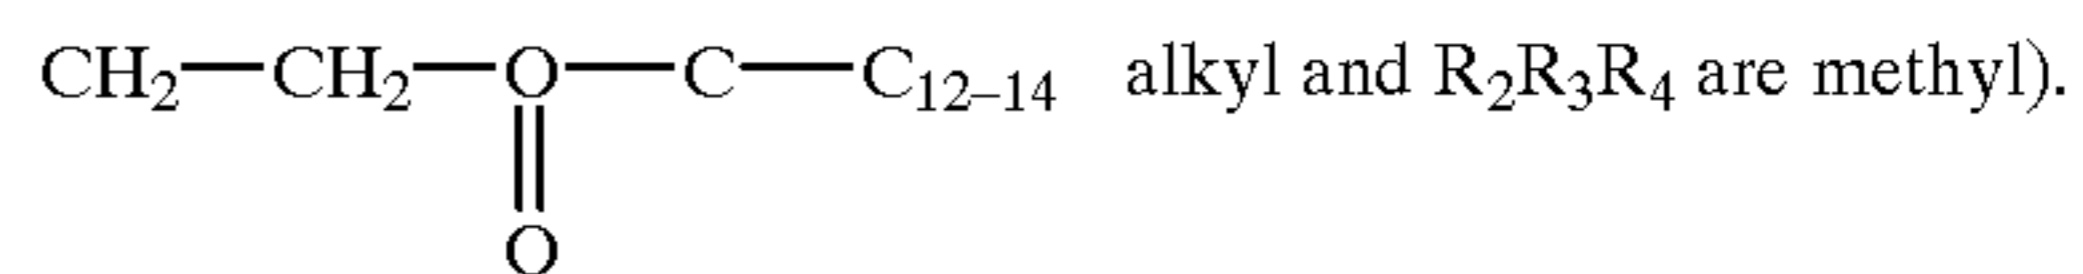 CH₂—CH₂—O—C—C₁₂₋₁₄ alkyl and R₂R₃R₄ are methyl).
O